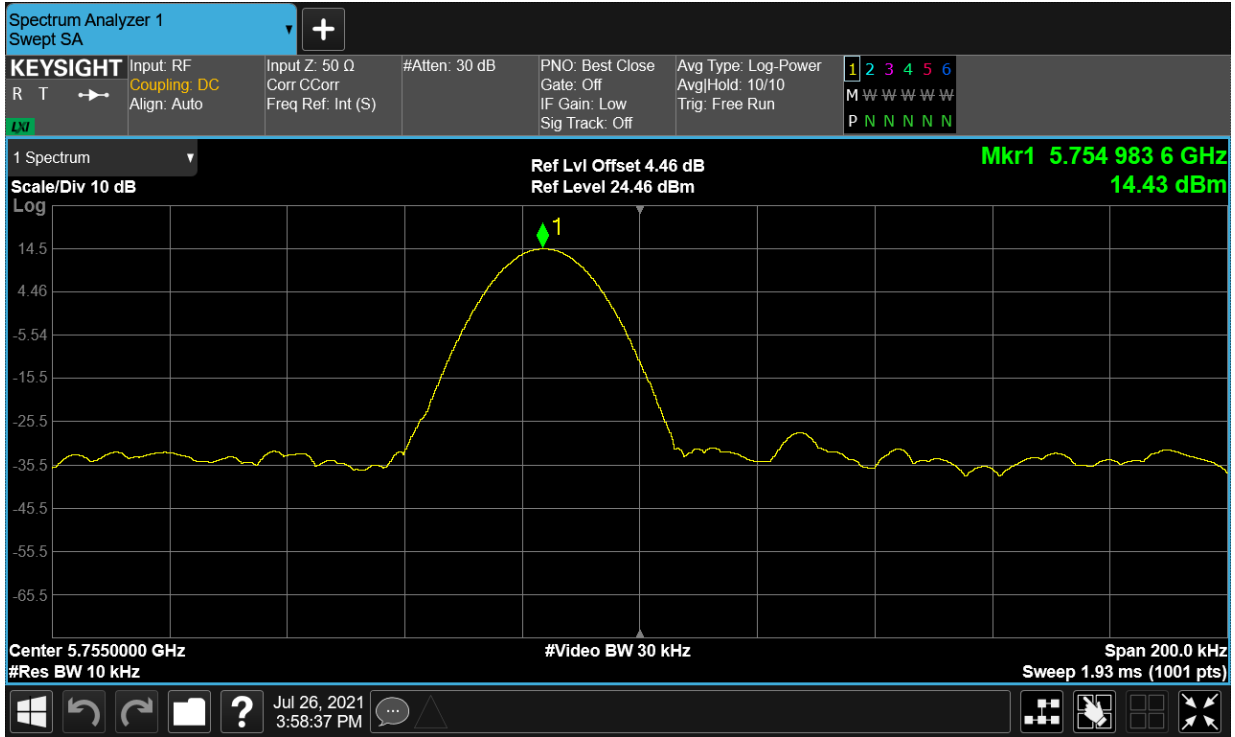 Spectrum Analyzer 1
Swept SA
+
KEYSIGHT Input: RF Input Z: 50 Ω #Atten: 30 dB PNO: Best Close Avg Type: Log-Power 1 2 3 4 5 6
R T Coupling: DC Corr CCorr Gate: Off Avg|Hold: 10/10 M W W W W W
Align: Auto Freq Ref: Int (S) IF Gain: Low Trig: Free Run
LXI Sig Track: Off P N N N N N N
1 Spectrum Ref Lvl Offset 4.46 dB Mkr1 5.754 983 6 GHz
Scale/Div 10 dB Ref Level 24.46 dBm 14.43 dBm
Log
1
14.5
4.46
-5.54
-15.5
-25.5
-35.5
-45.5
-55.5
-65.5
Center 5.7550000 GHz #Video BW 30 kHz Span 200.0 kHz
#Res BW 10 kHz Sweep 1.93 ms (1001 pts)
? Jul 26, 2021
3:58:37 PM